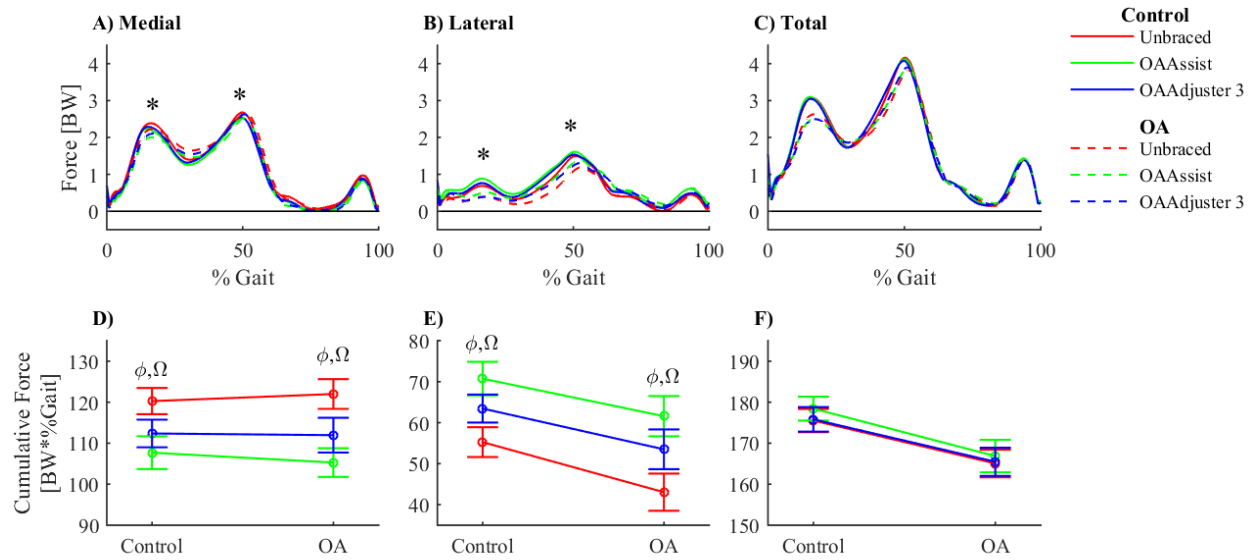 A) Medial
B) Lateral
C) Total
Control
Unbraced
OAAssist
OAAdjuster 3
OA
Unbraced
OAAssist
OAAdjuster 3
Force [BW]
4
3
2
1
0
*
*
0
50
100
% Gait
4
3
2
1
0
*
*
0
50
100
% Gait
4
3
2
1
0
0
50
100
% Gait
D)
E)
F)
Cumulative Force
[BW*%Gait]
130
120
110
100
90
ϕ,Ω
ϕ,Ω
Control
OA
80
70
60
50
40
ϕ,Ω
ϕ,Ω
Control
OA
190
180
170
160
150
Control
OA